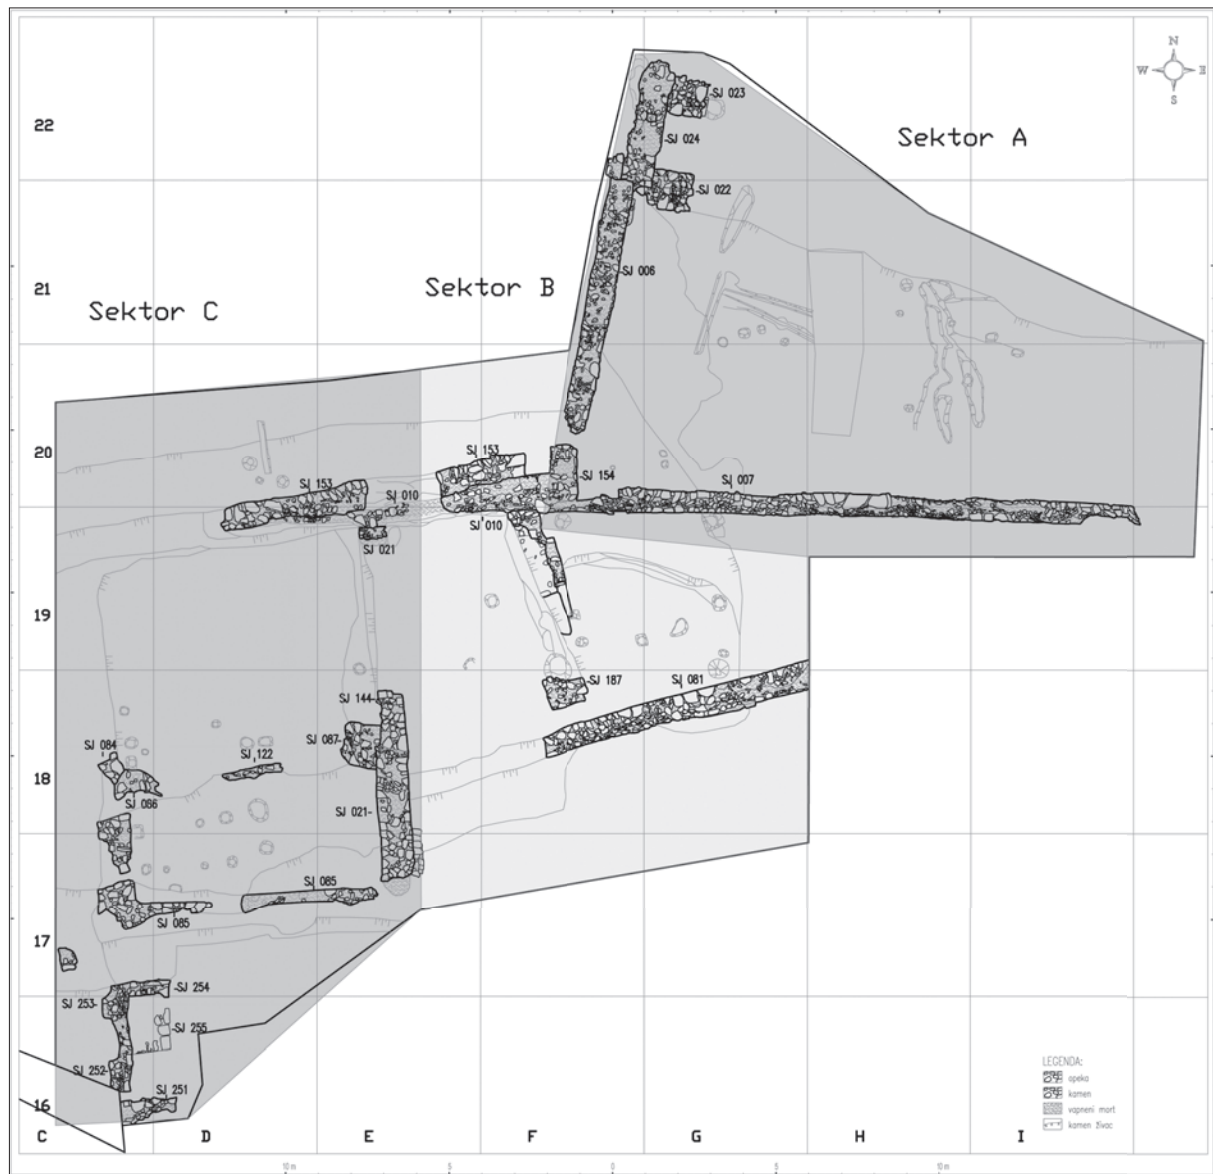 N
W E
S
22
SJ 023
Sektor A
SJ 024
SJ 022
SJ 006
21
Sektor B
Sektor C
20
SJ 153
SJ 153
SJ 154
SJ 007
SJ 010
SJ 010
SJ 021
19
SJ 187
SJ 081
SJ 144
SJ 087
SJ 084
SJ 122
18
SJ 086
SJ 021
SJ 085
SJ 085
17
SJ 254
SJ 253
SJ 255
SJ 252
SJ 251
16
LEGENDA:
opeka
kamen
vapneni mort
kamen živac
C D E F G H I
10 m 5 0 5 10 m